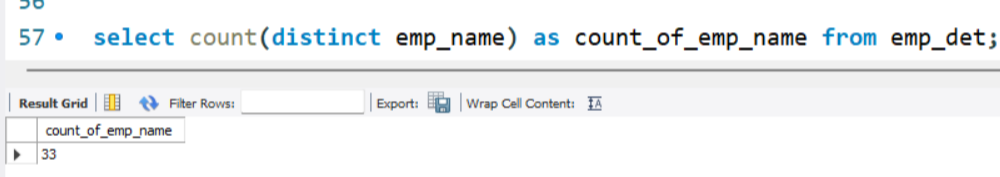 56
57 select count(distinct emp_name) as count_of_emp_name from emp_det;
Result Grid Filter Rows: Export: Wrap Cell Content: IA
count_of_emp_name
33